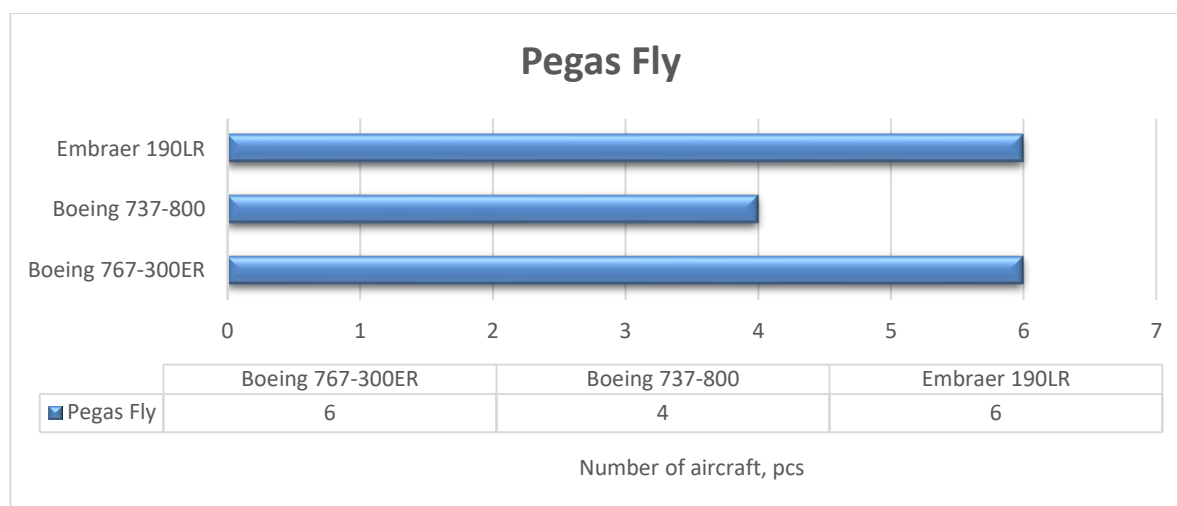 Pegas Fly
Embraer 190LR
Boeing 737-800
Boeing 767-300ER
0 1 2 3 4 5 6 7
Boeing 767-300ER Boeing 737-800 Embraer 190LR
Pegas Fly 6 4 6
Number of aircraft, pcs